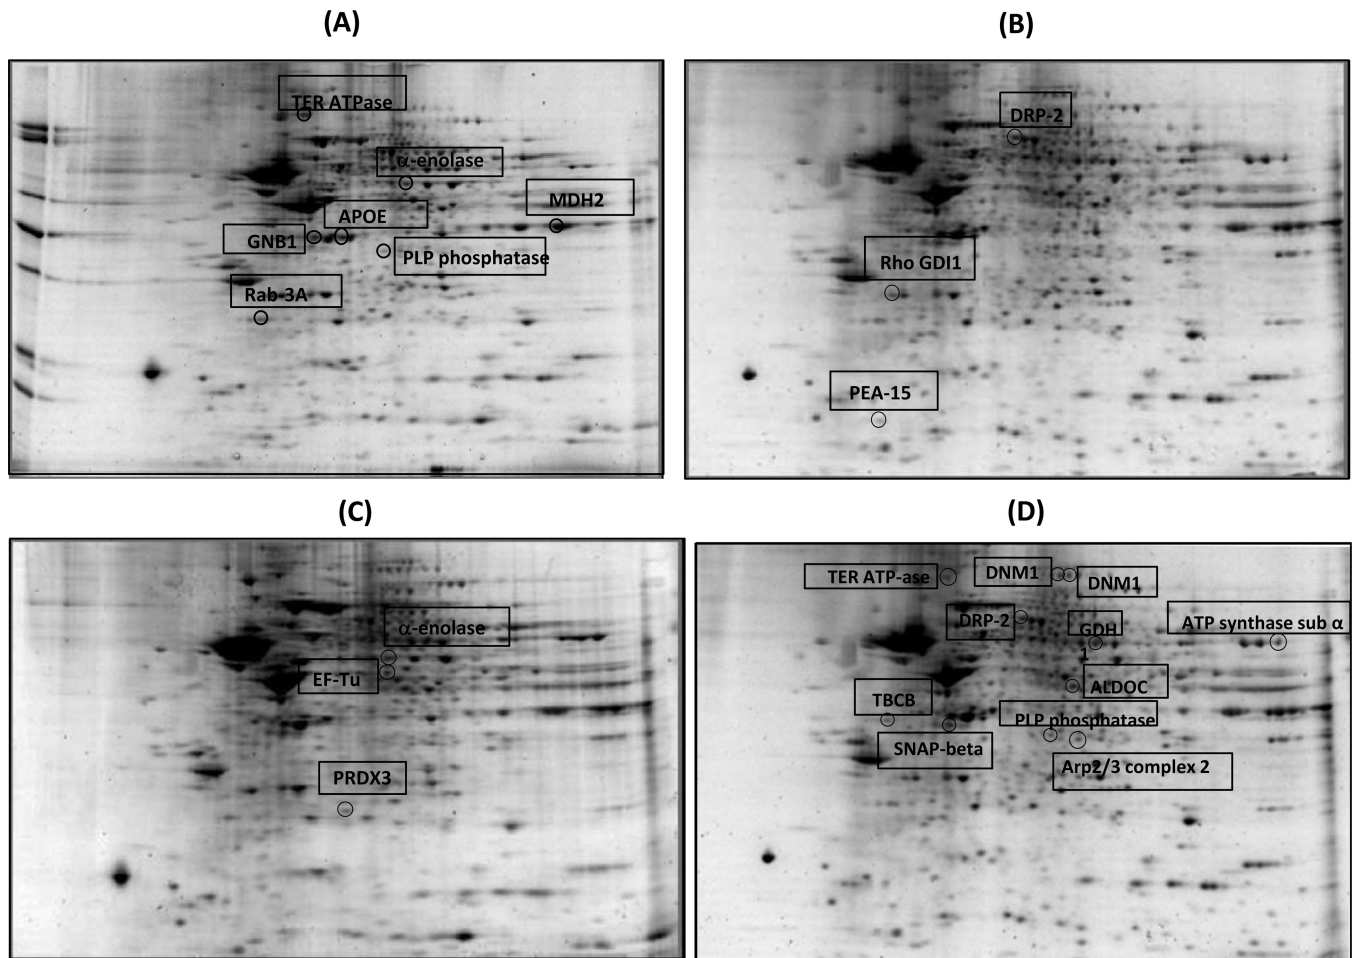 (A)
TER ATPase
α-enolase
MDH2
APOE
GNB1
PLP phosphatase
Rab 3A
(B)
DRP-2
Rho GDI1
PEA-15
(C)
α-enolase
EF-Tu
PRDX3
(D)
TER ATP-ase
DNM1
DNM1
DRP-2
GDH
1
ATP synthase sub α
ALDOC
TBCB
PLP phosphatase
SNAP-beta
Arp2/3 complex 2